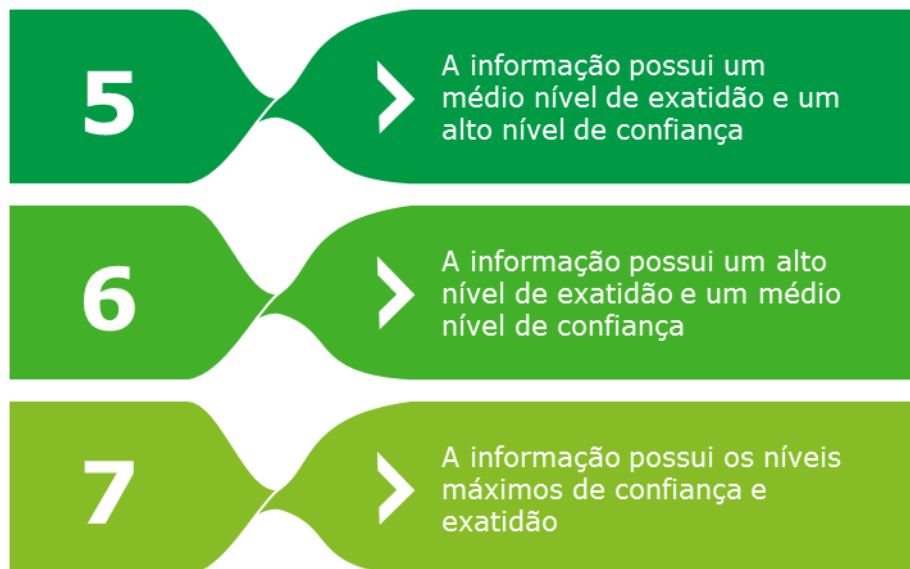 5
A informação possui um
médio nível de exatidão e um
alto nível de confiança
6
A informação possui um alto
nível de exatidão e um médio
nível de confiança
7
A informação possui os níveis
máximos de confiança e
exatidão